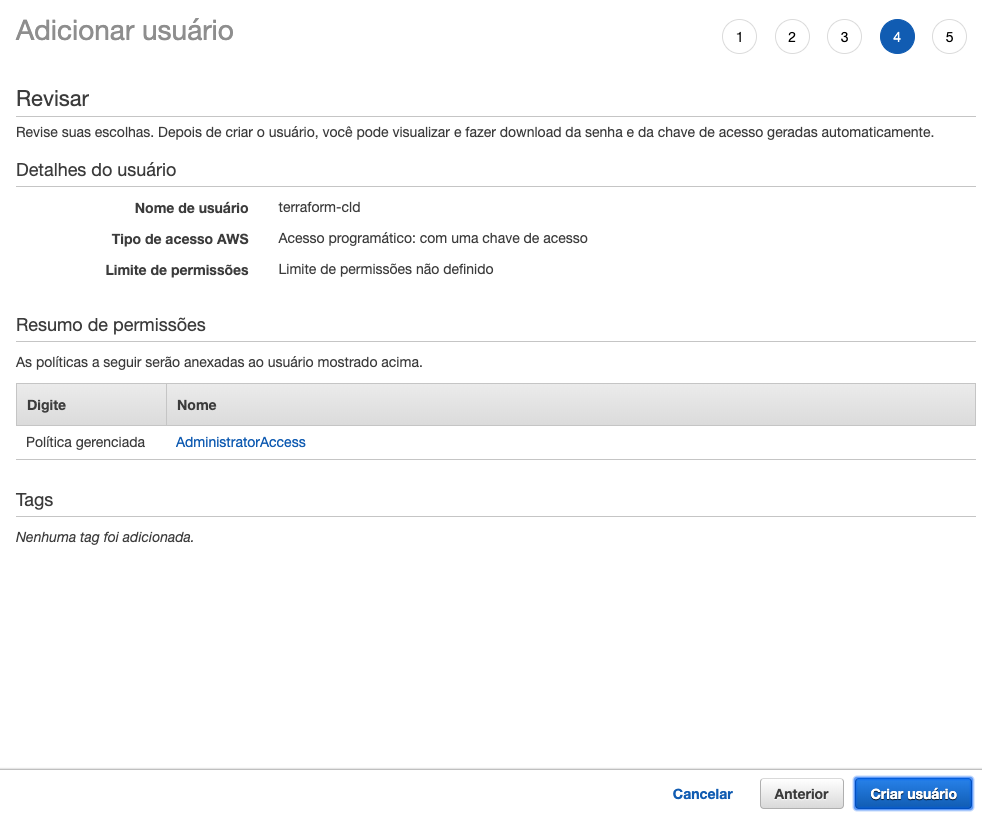 Adicionar usuário
1 2 3 4 5
Revisar
Revise suas escolhas. Depois de criar o usuário, você pode visualizar e fazer download da senha e da chave de acesso geradas automaticamente.
Detalhes do usuário
Nome de usuário terraform-cld
Tipo de acesso AWS Acesso programático: com uma chave de acesso
Limite de permissões Limite de permissões não definido
Resumo de permissões
As políticas a seguir serão anexadas ao usuário mostrado acima.
Digite Nome
Política gerenciada AdministratorAccess
Tags
Nenhuma tag foi adicionada.
Cancelar Anterior Criar usuário